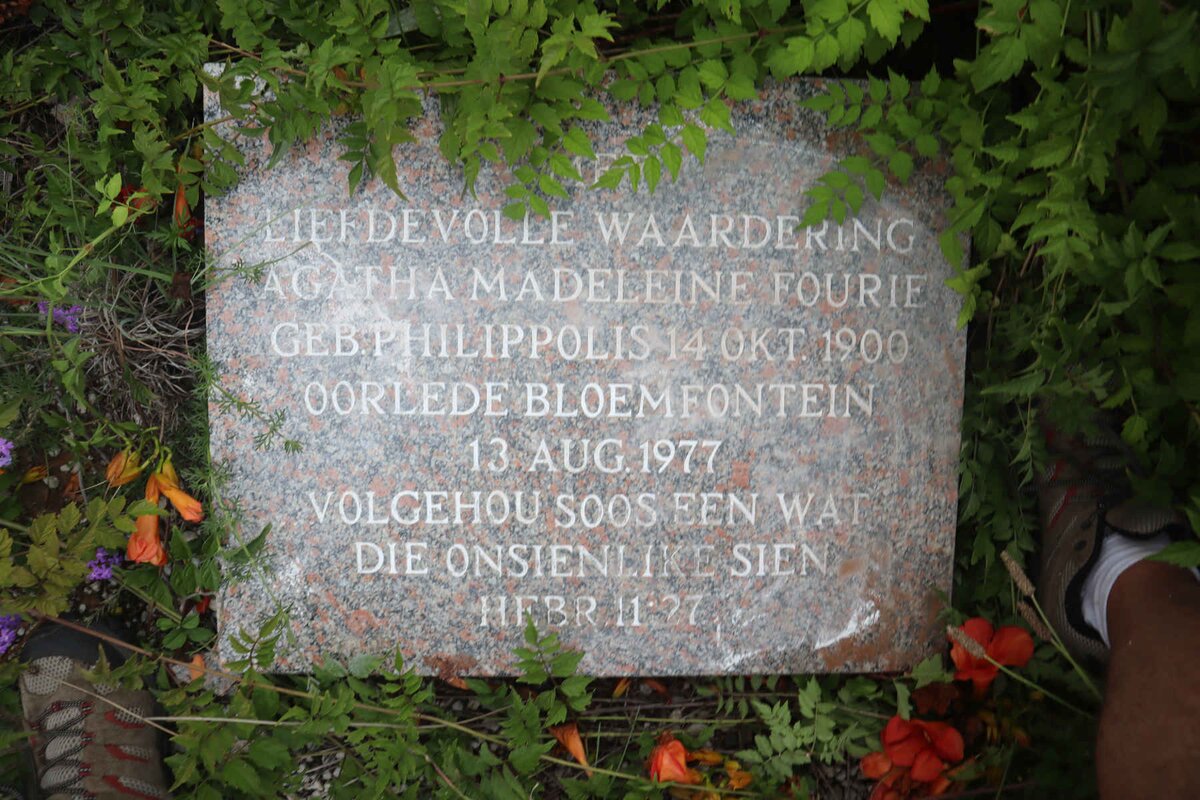 LIEFDEVOLLE WAARDERING
AGATHA MADELEINE FOURIE
GEB. PHILIPPOLIS 14 OKT. 1900
OORLEDE BLOEMFONTEIN
13 AUG. 1977
VOLGEHOU SOOS EEN WAT
DIE ONSIENLIKE SIEN
HEBR. 11:27